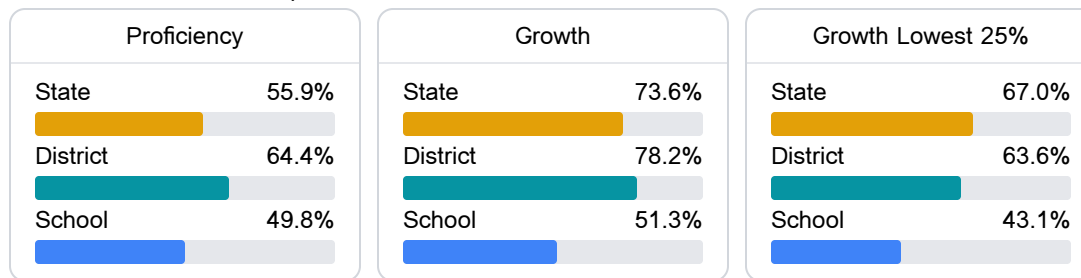 Proficiency
State 55.9%
District 64.4%
School 49.8%
Growth
State 73.6%
District 78.2%
School 51.3%
Growth Lowest 25%
State 67.0%
District 63.6%
School 43.1%